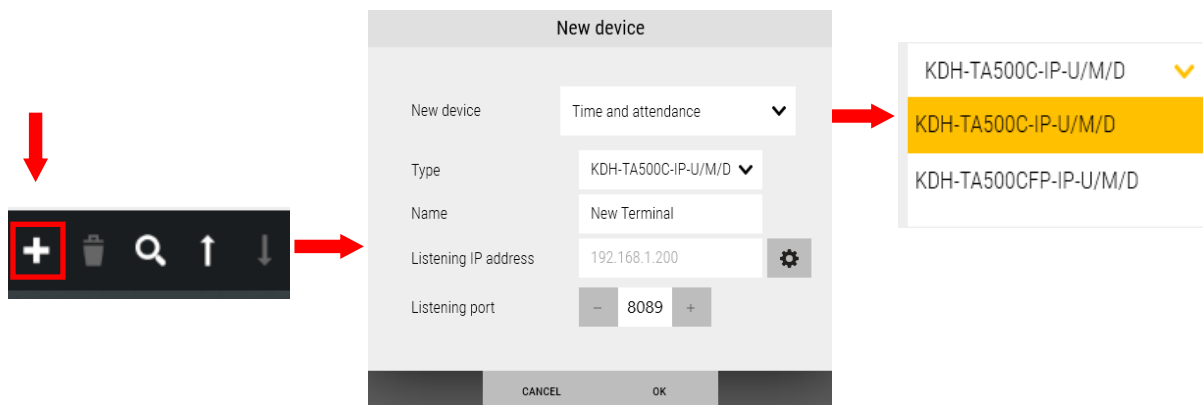 New device
New device
Time and attendance
Type
KDH-TA500C-IP-U/M/D
Name
New Terminal
Listening IP address
192.168.1.200
Listening port
− 8089 +
CANCEL
OK
KDH-TA500C-IP-U/M/D
KDH-TA500C-IP-U/M/D
KDH-TA500CFP-IP-U/M/D